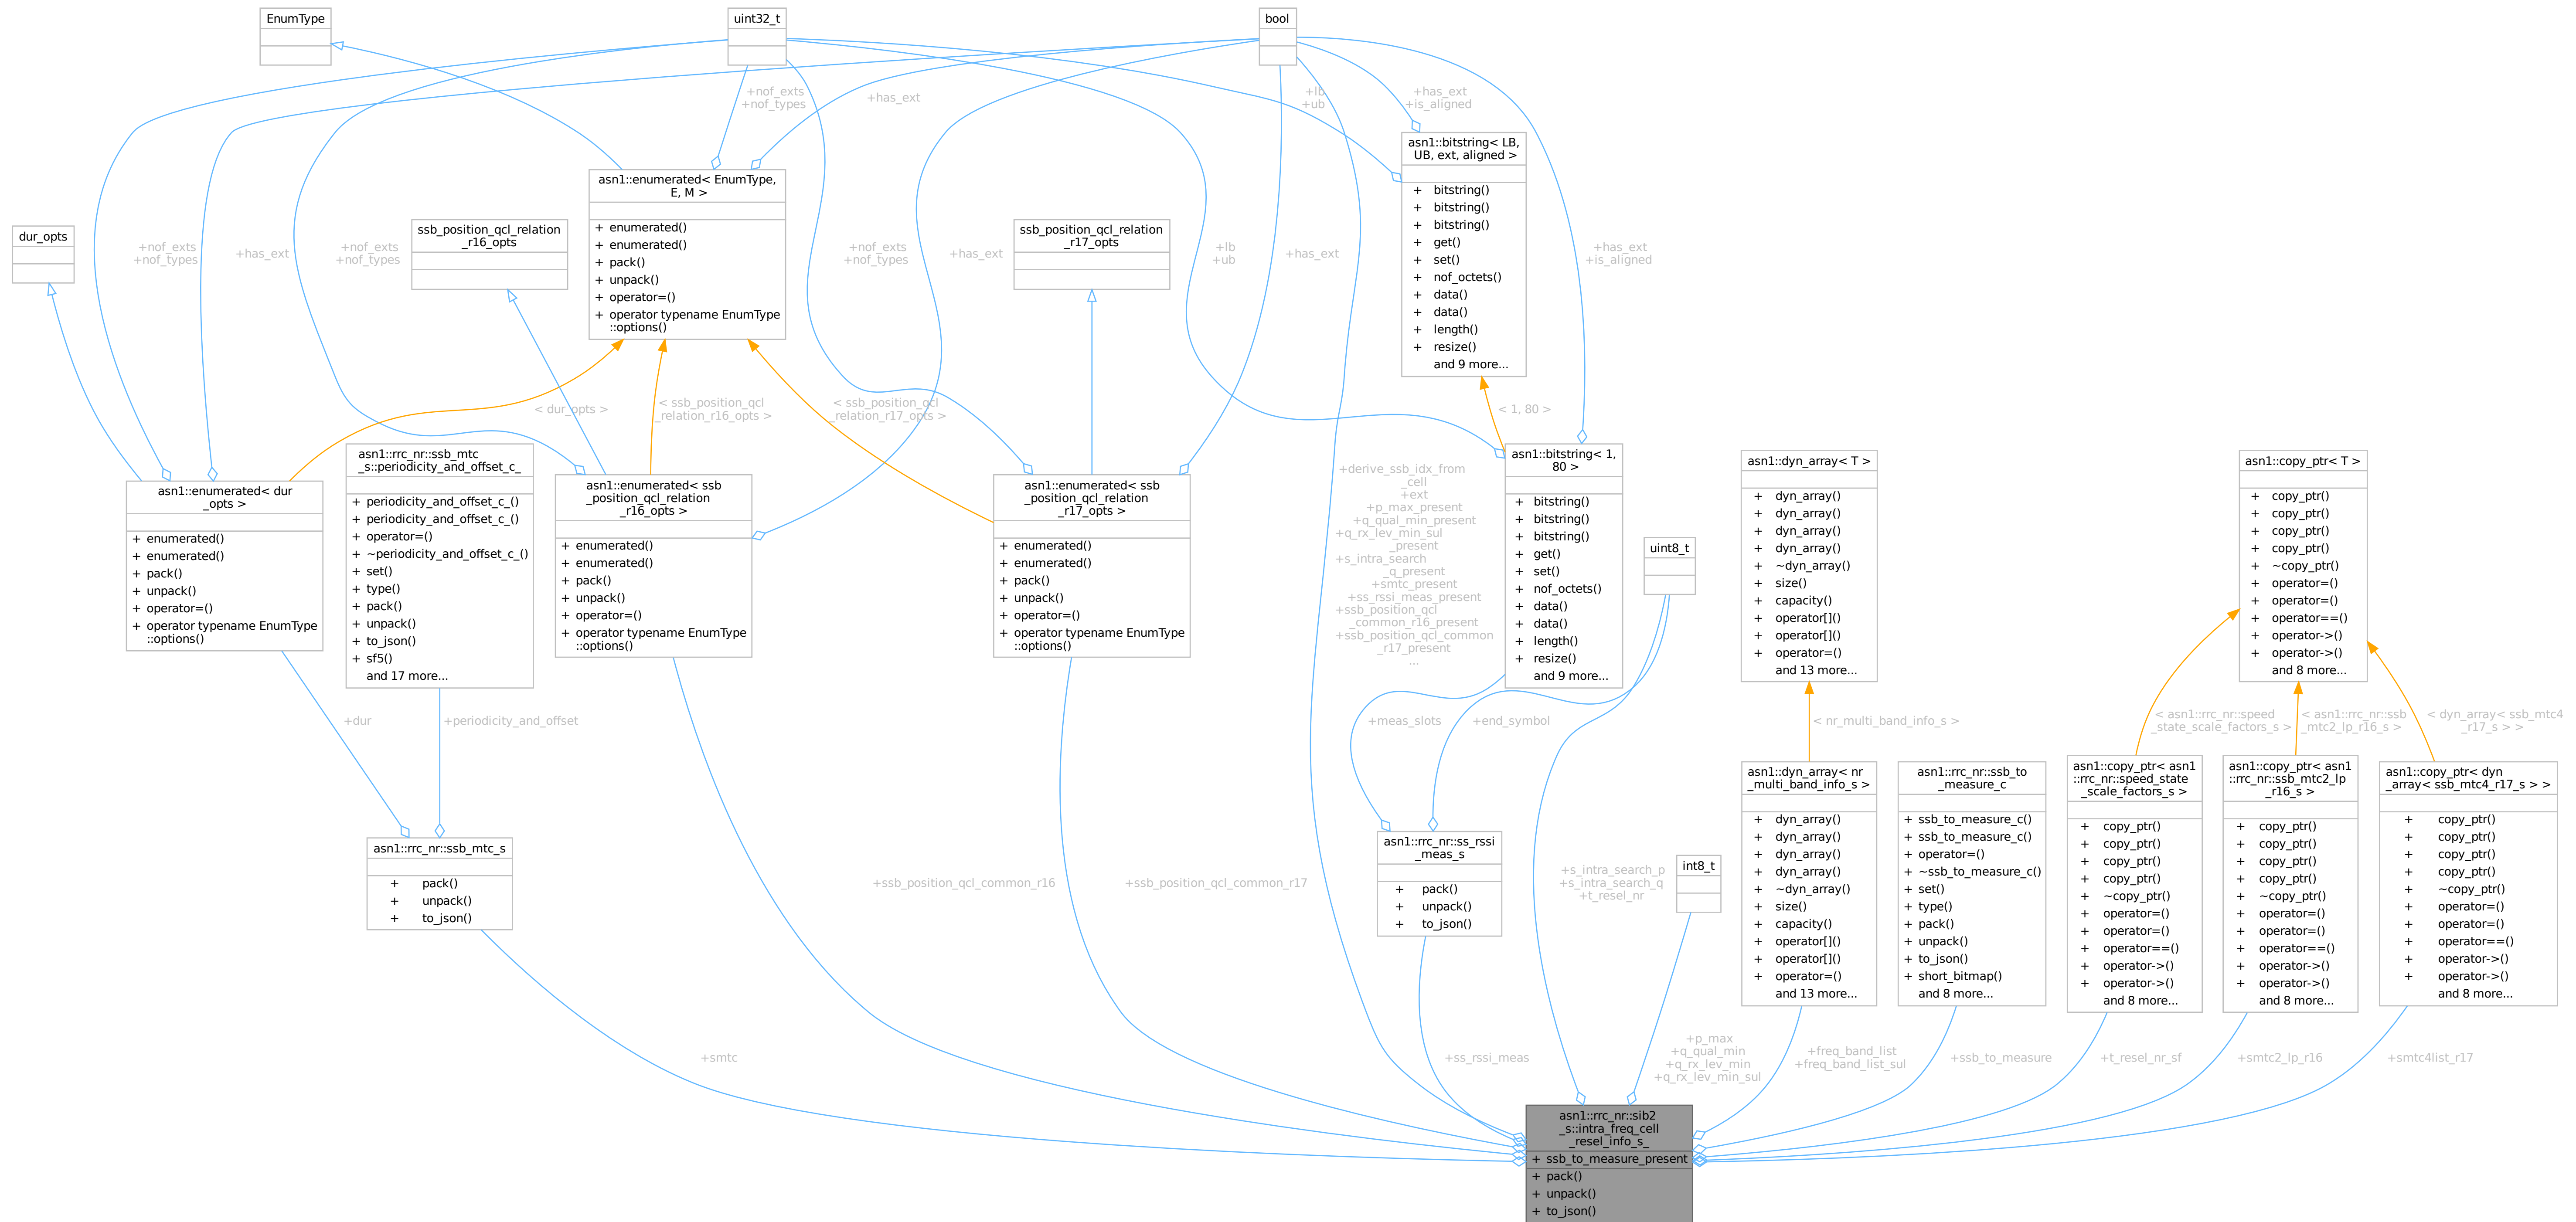 EnumType
uint32_t
bool
+nof_exts
+nof_types
+has_ext
+lb
+ub
+has_ext
+is_aligned
asn1::bitstring< LB,
UB, ext, aligned >
+ bitstring()
+ bitstring()
+ bitstring()
+ get()
+ set()
+ nof_octets()
+ data()
+ data()
+ length()
+ resize()
and 9 more...
asn1::enumerated< EnumType,
E, M >
+ enumerated()
+ enumerated()
+ pack()
+ unpack()
+ operator=()
+ operator typename EnumType
::options()
dur_opts
ssb_position_qcl_relation
_r16_opts
ssb_position_qcl_relation
_r17_opts
+nof_exts
+nof_types
+has_ext
+nof_exts
+nof_types
+nof_exts
+nof_types
+has_ext
+lb
+ub
+has_ext
+has_ext
+is_aligned
< dur_opts >
< ssb_position_qcl
_relation_r16_opts >
< ssb_position_qcl
_relation_r17_opts >
< 1, 80 >
asn1::enumerated< dur
_opts >
+ enumerated()
+ enumerated()
+ pack()
+ unpack()
+ operator=()
+ operator typename EnumType
::options()
asn1::rrc_nr::ssb_mtc
_s::periodicity_and_offset_c_
+ periodicity_and_offset_c_()
+ periodicity_and_offset_c_()
+ operator=()
+ ~periodicity_and_offset_c_()
+ set()
+ type()
+ pack()
+ unpack()
+ to_json()
+ sf5()
and 17 more...
asn1::enumerated< ssb
_position_qcl_relation
_r16_opts >
+ enumerated()
+ enumerated()
+ pack()
+ unpack()
+ operator=()
+ operator typename EnumType
::options()
asn1::enumerated< ssb
_position_qcl_relation
_r17_opts >
+ enumerated()
+ enumerated()
+ pack()
+ unpack()
+ operator=()
+ operator typename EnumType
::options()
+derive_ssb_idx_from
_cell
+ext
+p_max_present
+q_qual_min_present
+q_rx_lev_min_sul
_present
+s_intra_search
_q_present
+smtc_present
+ss_rssi_meas_present
+ssb_position_qcl
_common_r16_present
+ssb_position_qcl_common
_r17_present
...
asn1::bitstring< 1,
80 >
+ bitstring()
+ bitstring()
+ bitstring()
+ get()
+ set()
+ nof_octets()
+ data()
+ data()
+ length()
+ resize()
and 9 more...
uint8_t
asn1::dyn_array< T >
+ dyn_array()
+ dyn_array()
+ dyn_array()
+ dyn_array()
+ ~dyn_array()
+ size()
+ capacity()
+ operator[]()
+ operator[]()
+ operator=()
and 13 more...
asn1::copy_ptr< T >
+ copy_ptr()
+ copy_ptr()
+ copy_ptr()
+ copy_ptr()
+ ~copy_ptr()
+ operator=()
+ operator=()
+ operator==()
+ operator->()
+ operator->()
and 8 more...
+dur
+periodicity_and_offset
+meas_slots
+end_symbol
< nr_multi_band_info_s >
< asn1::rrc_nr::speed
_state_scale_factors_s >
< asn1::rrc_nr::ssb
_mtc2_lp_r16_s >
< dyn_array< ssb_mtc4
_r17_s > >
asn1::rrc_nr::ssb_mtc_s
+ pack()
+ unpack()
+ to_json()
asn1::rrc_nr::ss_rssi
_meas_s
+ pack()
+ unpack()
+ to_json()
int8_t
asn1::dyn_array< nr
_multi_band_info_s >
+ dyn_array()
+ dyn_array()
+ dyn_array()
+ dyn_array()
+ ~dyn_array()
+ size()
+ capacity()
+ operator[]()
+ operator[]()
+ operator=()
and 13 more...
asn1::rrc_nr::ssb_to
_measure_c
+ ssb_to_measure_c()
+ ssb_to_measure_c()
+ operator=()
+ ~ssb_to_measure_c()
+ set()
+ type()
+ pack()
+ unpack()
+ to_json()
+ short_bitmap()
and 8 more...
asn1::copy_ptr< asn1
::rrc_nr::speed_state
_scale_factors_s >
+ copy_ptr()
+ copy_ptr()
+ copy_ptr()
+ copy_ptr()
+ ~copy_ptr()
+ operator=()
+ operator=()
+ operator==()
+ operator->()
+ operator->()
and 8 more...
asn1::copy_ptr< asn1
::rrc_nr::ssb_mtc2_lp
_r16_s >
+ copy_ptr()
+ copy_ptr()
+ copy_ptr()
+ copy_ptr()
+ ~copy_ptr()
+ operator=()
+ operator=()
+ operator==()
+ operator->()
+ operator->()
and 8 more...
asn1::copy_ptr< dyn
_array< ssb_mtc4_r17_s > >
+ copy_ptr()
+ copy_ptr()
+ copy_ptr()
+ copy_ptr()
+ ~copy_ptr()
+ operator=()
+ operator=()
+ operator==()
+ operator->()
+ operator->()
and 8 more...
+ssb_position_qcl_common_r16
+ssb_position_qcl_common_r17
+s_intra_search_p
+s_intra_search_q
+t_resel_nr
+smtc
+ss_rssi_meas
+p_max
+q_qual_min
+q_rx_lev_min
+q_rx_lev_min_sul
+freq_band_list
+freq_band_list_sul
+ssb_to_measure
+t_resel_nr_sf
+smtc2_lp_r16
+smtc4list_r17
asn1::rrc_nr::sib2
_s::intra_freq_cell
_resel_info_s_
+ ssb_to_measure_present
+ pack()
+ unpack()
+ to_json()